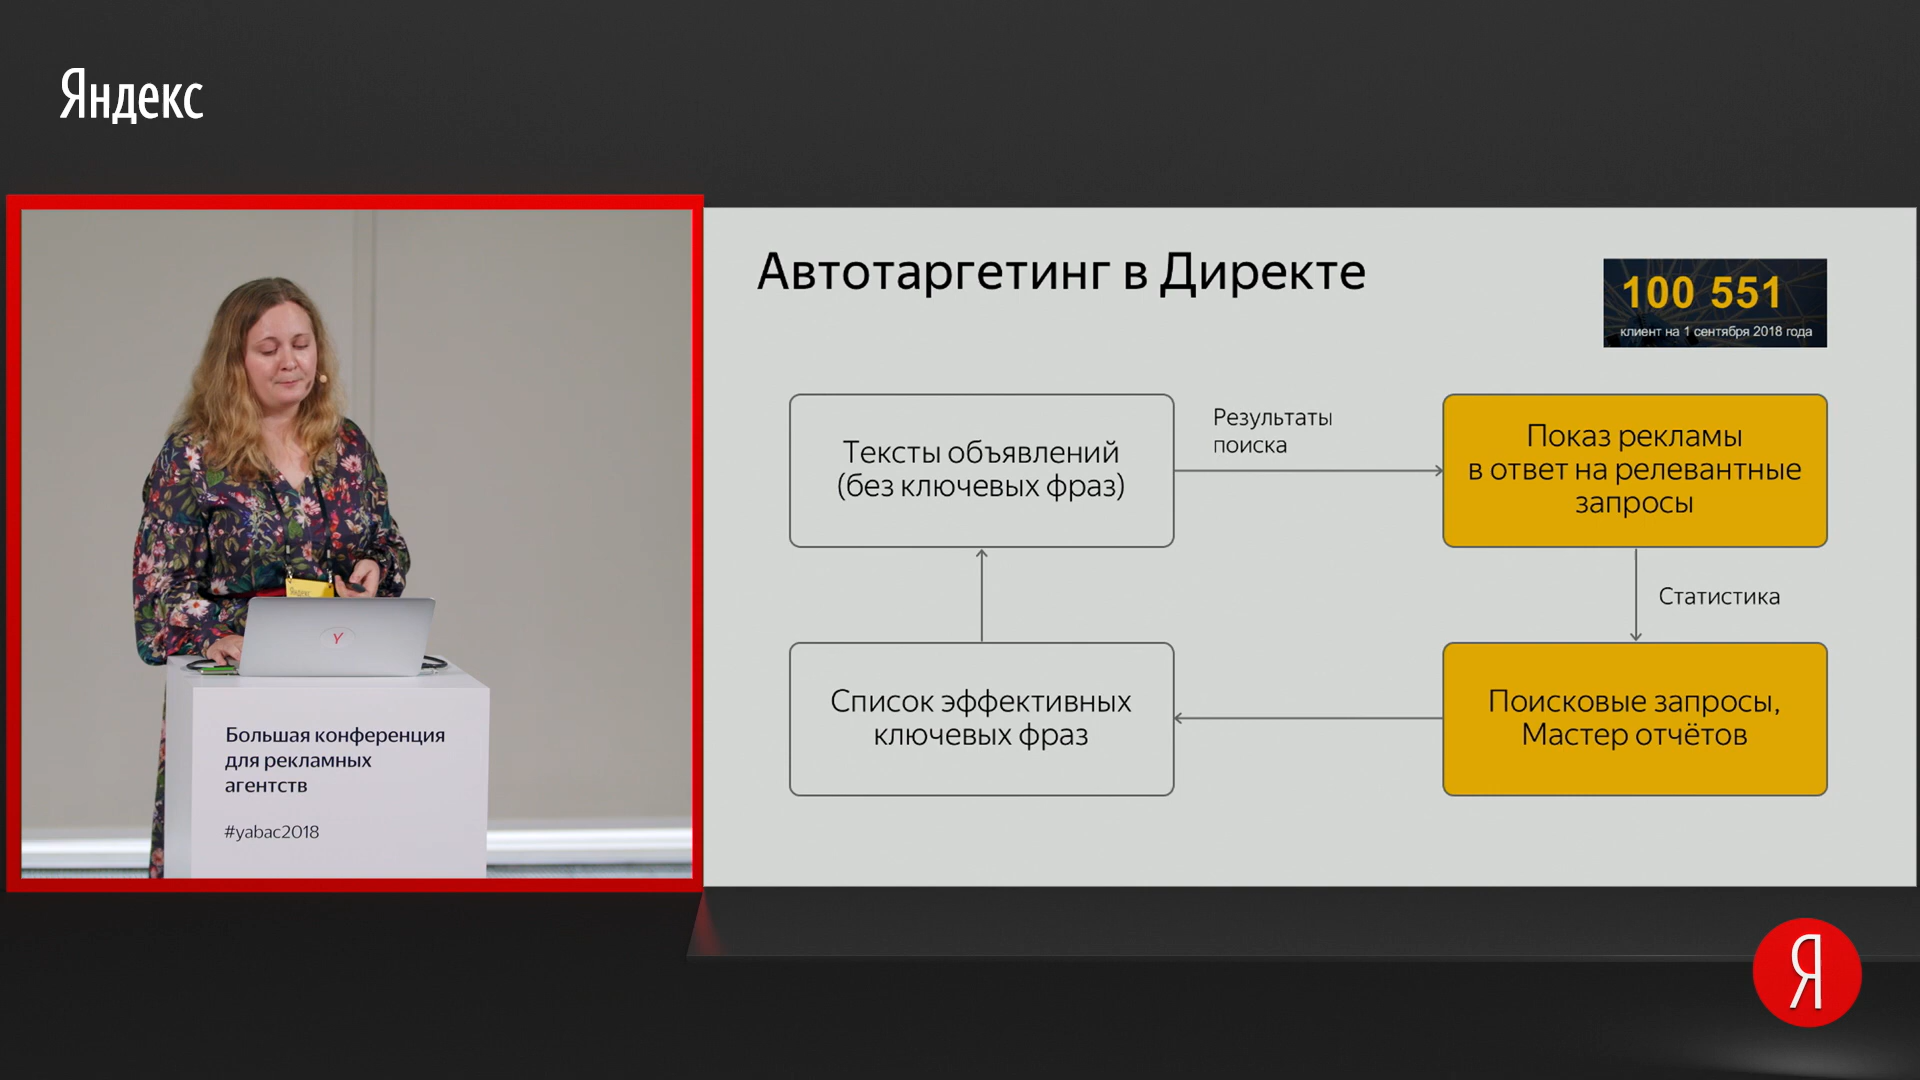 Яндекс
Автотаргетинг в Директе
100 551
клиент на 1 сентября 2018 года
Тексты объявлений
(без ключевых фраз)
Результаты
поиска
Показ рекламы
в ответ на релевантные
запросы
Статистика
Список эффективных
ключевых фраз
Поисковые запросы,
Мастер отчётов
Яндекс
Y
Большая конференция
для рекламных
агентств
#yabac2018
Я